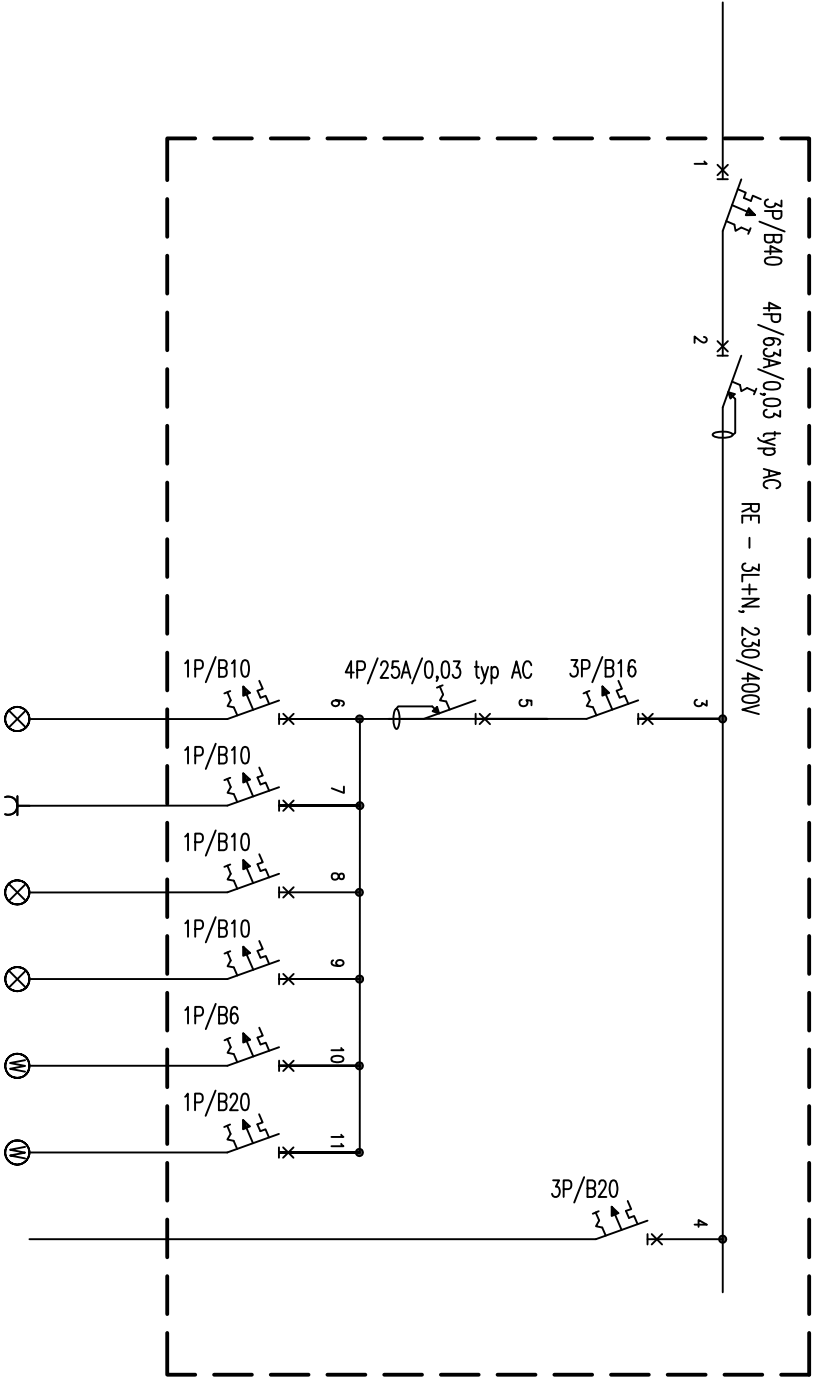 1
3P/B40
2
4P/63A/0,03 typ AC
RE - 3L+N, 230/400V
3
3P/B16
5
4P/25A/0,03 typ AC
6
1P/B10
7
1P/B10
8
1P/B10
9
1P/B10
10
1P/B6
W
11
1P/B20
W
4
3P/B20